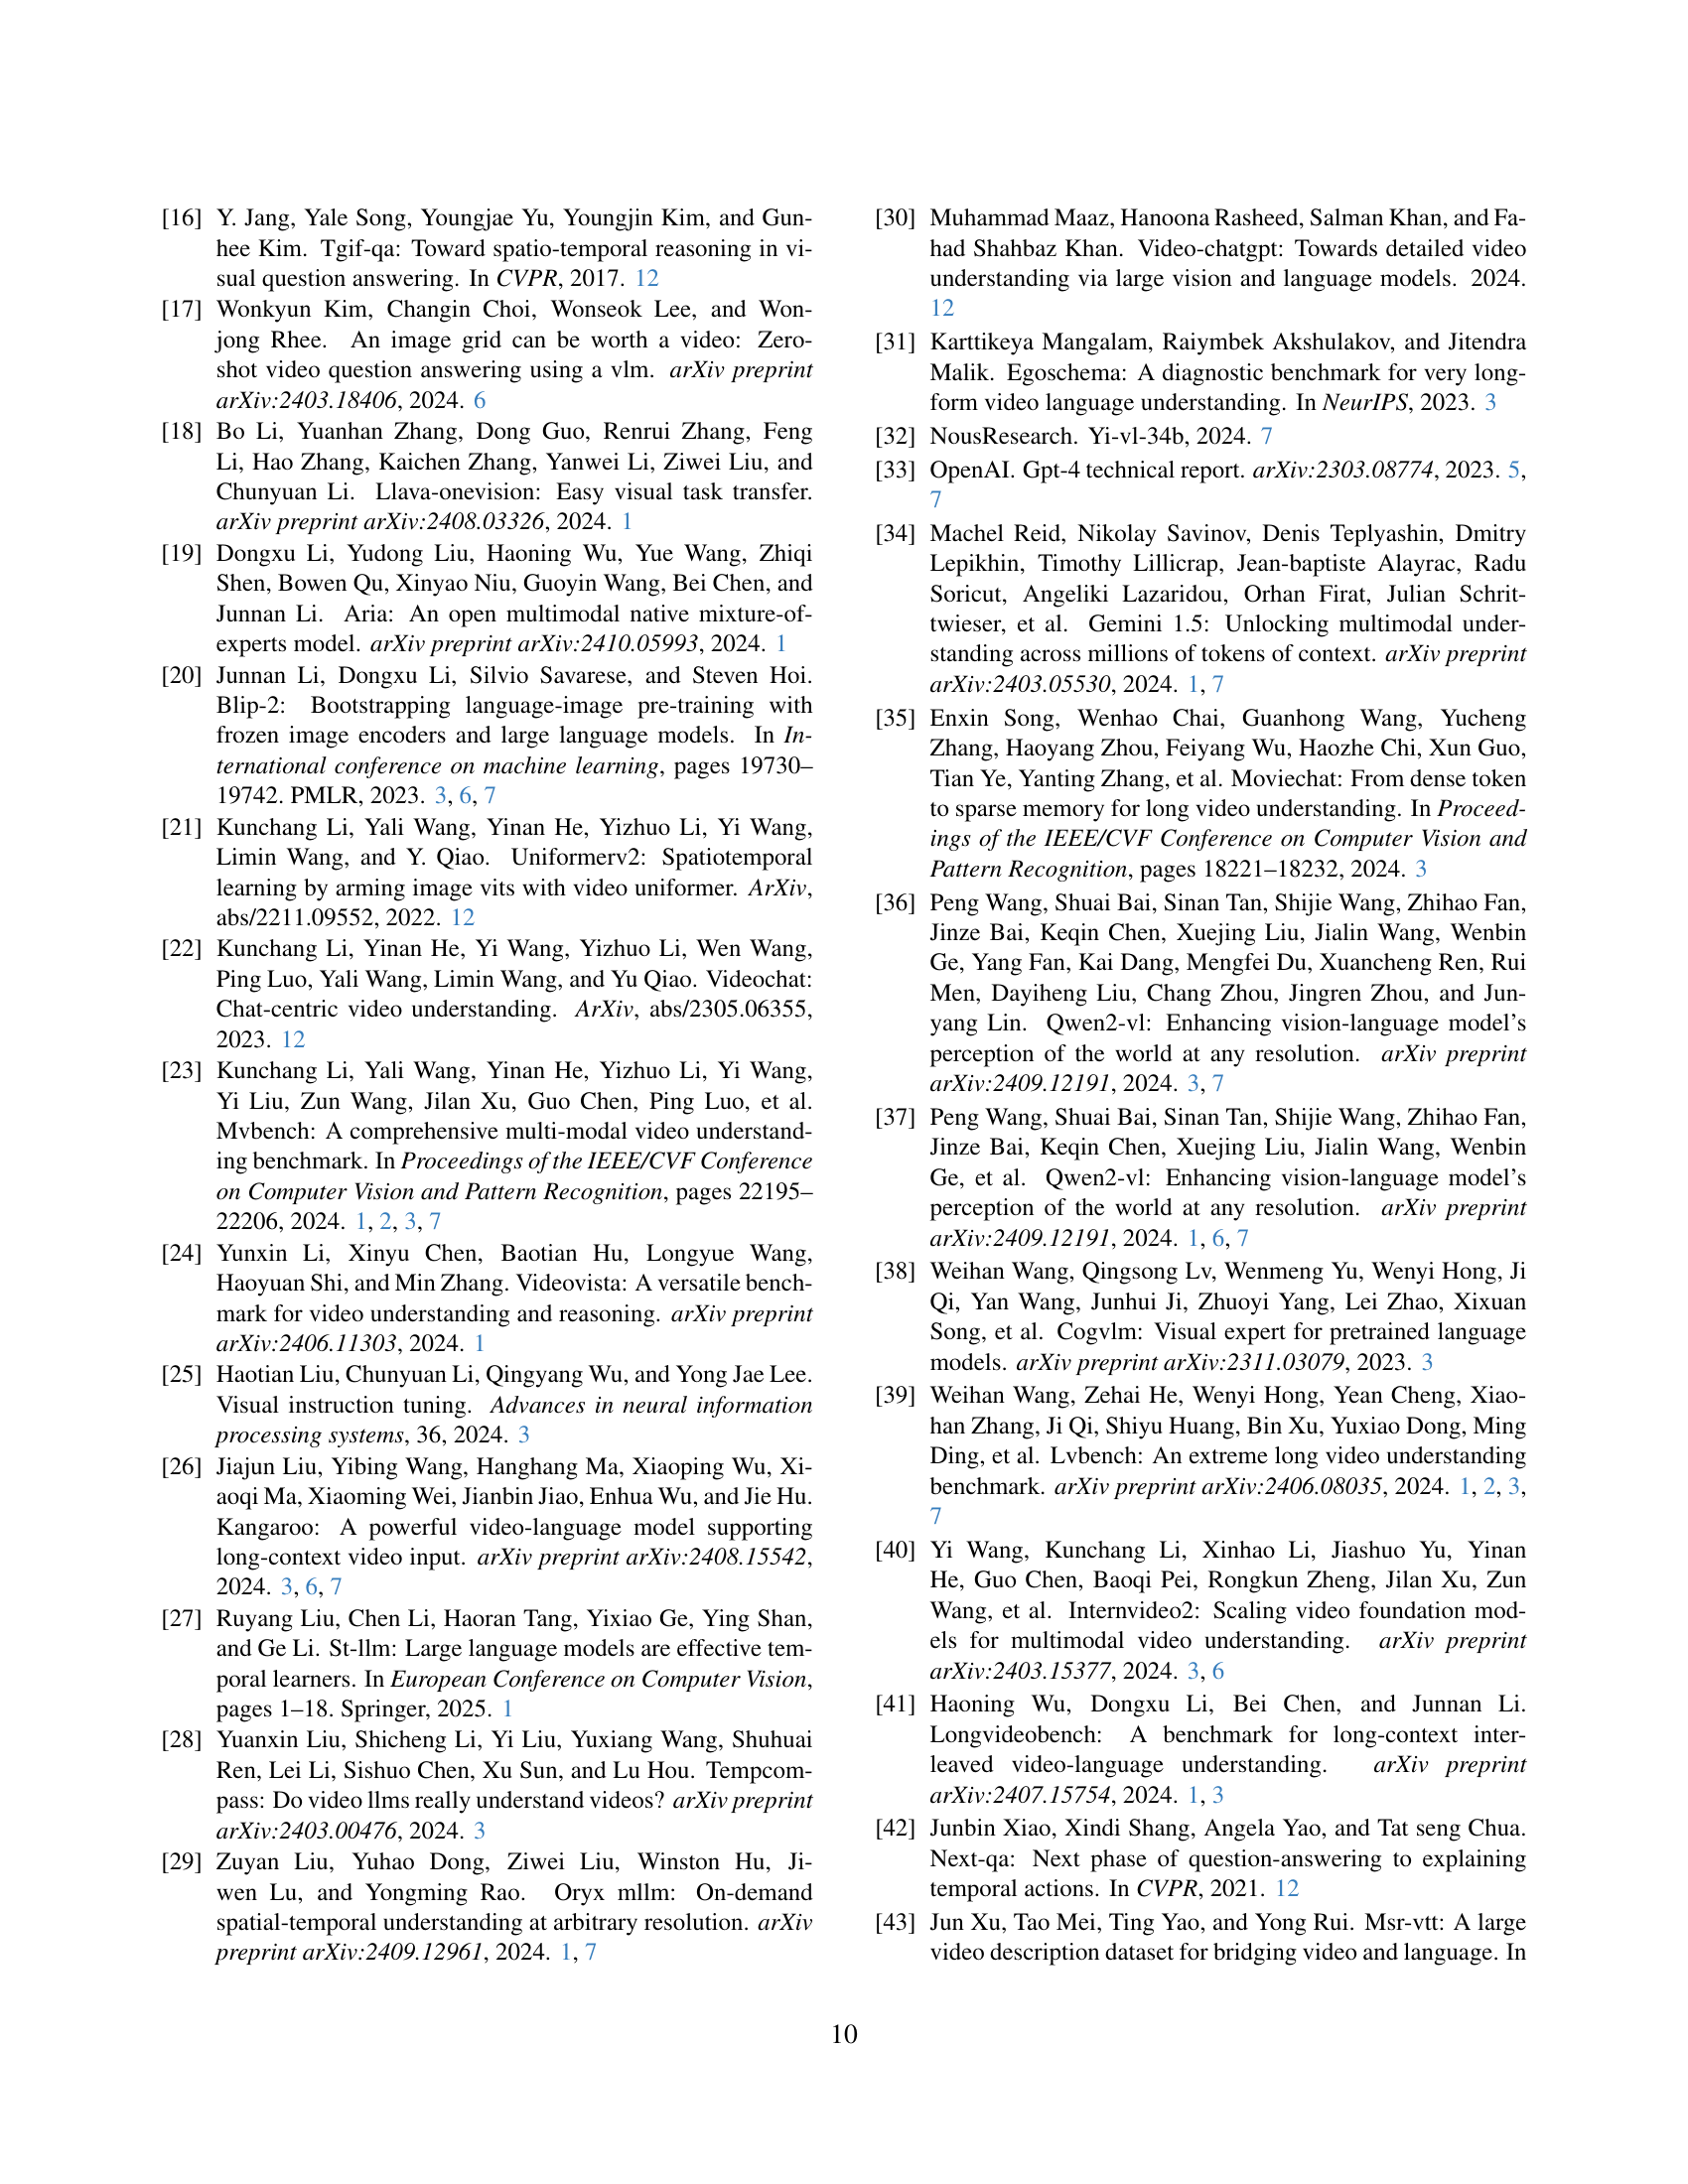 [16] Y. Jang, Yale Song, Youngjae Yu, Youngjin Kim, and Gun-
hee Kim. Tgif-qa: Toward spatio-temporal reasoning in vi-
sual question answering. In CVPR, 2017. 12
[17] Wonkyun Kim, Changin Choi, Wonseok Lee, and Won-
jong Rhee. An image grid can be worth a video: Zero-
shot video question answering using a vlm. arXiv preprint
arXiv:2403.18406, 2024. 6
[18] Bo Li, Yuanhan Zhang, Dong Guo, Renrui Zhang, Feng
Li, Hao Zhang, Kaichen Zhang, Yanwei Li, Ziwei Liu, and
Chunyuan Li. Llava-onevision: Easy visual task transfer.
arXiv preprint arXiv:2408.03326, 2024. 1
[19] Dongxu Li, Yudong Liu, Haoning Wu, Yue Wang, Zhiqi
Shen, Bowen Qu, Xinyao Niu, Guoyin Wang, Bei Chen, and
Junnan Li. Aria: An open multimodal native mixture-of-
experts model. arXiv preprint arXiv:2410.05993, 2024. 1
[20] Junnan Li, Dongxu Li, Silvio Savarese, and Steven Hoi.
Blip-2: Bootstrapping language-image pre-training with
frozen image encoders and large language models. In In-
ternational conference on machine learning, pages 19730–
19742. PMLR, 2023. 3, 6, 7
[21] Kunchang Li, Yali Wang, Yinan He, Yizhuo Li, Yi Wang,
Limin Wang, and Y. Qiao. Uniformerv2: Spatiotemporal
learning by arming image vits with video uniformer. ArXiv,
abs/2211.09552, 2022. 12
[22] Kunchang Li, Yinan He, Yi Wang, Yizhuo Li, Wen Wang,
Ping Luo, Yali Wang, Limin Wang, and Yu Qiao. Videochat:
Chat-centric video understanding. ArXiv, abs/2305.06355,
2023. 12
[23] Kunchang Li, Yali Wang, Yinan He, Yizhuo Li, Yi Wang,
Yi Liu, Zun Wang, Jilan Xu, Guo Chen, Ping Luo, et al.
Mvbench: A comprehensive multi-modal video understand-
ing benchmark. In Proceedings of the IEEE/CVF Conference
on Computer Vision and Pattern Recognition, pages 22195–
22206, 2024. 1, 2, 3, 7
[24] Yunxin Li, Xinyu Chen, Baotian Hu, Longyue Wang,
Haoyuan Shi, and Min Zhang. Videovista: A versatile bench-
mark for video understanding and reasoning. arXiv preprint
arXiv:2406.11303, 2024. 1
[25] Haotian Liu, Chunyuan Li, Qingyang Wu, and Yong Jae Lee.
Visual instruction tuning. Advances in neural information
processing systems, 36, 2024. 3
[26] Jiajun Liu, Yibing Wang, Hanghang Ma, Xiaoping Wu, Xi-
aoqi Ma, Xiaoming Wei, Jianbin Jiao, Enhua Wu, and Jie Hu.
Kangaroo: A powerful video-language model supporting
long-context video input. arXiv preprint arXiv:2408.15542,
2024. 3, 6, 7
[27] Ruyang Liu, Chen Li, Haoran Tang, Yixiao Ge, Ying Shan,
and Ge Li. St-llm: Large language models are effective tem-
poral learners. In European Conference on Computer Vision,
pages 1–18. Springer, 2025. 1
[28] Yuanxin Liu, Shicheng Li, Yi Liu, Yuxiang Wang, Shuhuai
Ren, Lei Li, Sishuo Chen, Xu Sun, and Lu Hou. Tempcom-
pass: Do video llms really understand videos? arXiv preprint
arXiv:2403.00476, 2024. 3
[29] Zuyan Liu, Yuhao Dong, Ziwei Liu, Winston Hu, Ji-
wen Lu, and Yongming Rao. Oryx mllm: On-demand
spatial-temporal understanding at arbitrary resolution. arXiv
preprint arXiv:2409.12961, 2024. 1, 7
[30] Muhammad Maaz, Hanoona Rasheed, Salman Khan, and Fa-
had Shahbaz Khan. Video-chatgpt: Towards detailed video
understanding via large vision and language models. 2024.
12
[31] Karttikeya Mangalam, Raiymbek Akshulakov, and Jitendra
Malik. Egoschema: A diagnostic benchmark for very long-
form video language understanding. In NeurIPS, 2023. 3
[32] NousResearch. Yi-vl-34b, 2024. 7
[33] OpenAI. Gpt-4 technical report. arXiv:2303.08774, 2023. 5,
7
[34] Machel Reid, Nikolay Savinov, Denis Teplyashin, Dmitry
Lepikhin, Timothy Lillicrap, Jean-baptiste Alayrac, Radu
Soricut, Angeliki Lazaridou, Orhan Firat, Julian Schrit-
twieser, et al. Gemini 1.5: Unlocking multimodal under-
standing across millions of tokens of context. arXiv preprint
arXiv:2403.05530, 2024. 1, 7
[35] Enxin Song, Wenhao Chai, Guanhong Wang, Yucheng
Zhang, Haoyang Zhou, Feiyang Wu, Haozhe Chi, Xun Guo,
Tian Ye, Yanting Zhang, et al. Moviechat: From dense token
to sparse memory for long video understanding. In Proceed-
ings of the IEEE/CVF Conference on Computer Vision and
Pattern Recognition, pages 18221–18232, 2024. 3
[36] Peng Wang, Shuai Bai, Sinan Tan, Shijie Wang, Zhihao Fan,
Jinze Bai, Keqin Chen, Xuejing Liu, Jialin Wang, Wenbin
Ge, Yang Fan, Kai Dang, Mengfei Du, Xuancheng Ren, Rui
Men, Dayiheng Liu, Chang Zhou, Jingren Zhou, and Jun-
yang Lin. Qwen2-vl: Enhancing vision-language model’s
perception of the world at any resolution. arXiv preprint
arXiv:2409.12191, 2024. 3, 7
[37] Peng Wang, Shuai Bai, Sinan Tan, Shijie Wang, Zhihao Fan,
Jinze Bai, Keqin Chen, Xuejing Liu, Jialin Wang, Wenbin
Ge, et al. Qwen2-vl: Enhancing vision-language model’s
perception of the world at any resolution. arXiv preprint
arXiv:2409.12191, 2024. 1, 6, 7
[38] Weihan Wang, Qingsong Lv, Wenmeng Yu, Wenyi Hong, Ji
Qi, Yan Wang, Junhui Ji, Zhuoyi Yang, Lei Zhao, Xixuan
Song, et al. Cogvlm: Visual expert for pretrained language
models. arXiv preprint arXiv:2311.03079, 2023. 3
[39] Weihan Wang, Zehai He, Wenyi Hong, Yean Cheng, Xiao-
han Zhang, Ji Qi, Shiyu Huang, Bin Xu, Yuxiao Dong, Ming
Ding, et al. Lvbench: An extreme long video understanding
benchmark. arXiv preprint arXiv:2406.08035, 2024. 1, 2, 3,
7
[40] Yi Wang, Kunchang Li, Xinhao Li, Jiashuo Yu, Yinan
He, Guo Chen, Baoqi Pei, Rongkun Zheng, Jilan Xu, Zun
Wang, et al. Internvideo2: Scaling video foundation mod-
els for multimodal video understanding. arXiv preprint
arXiv:2403.15377, 2024. 3, 6
[41] Haoning Wu, Dongxu Li, Bei Chen, and Junnan Li.
Longvideobench: A benchmark for long-context inter-
leaved video-language understanding. arXiv preprint
arXiv:2407.15754, 2024. 1, 3
[42] Junbin Xiao, Xindi Shang, Angela Yao, and Tat seng Chua.
Next-qa: Next phase of question-answering to explaining
temporal actions. In CVPR, 2021. 12
[43] Jun Xu, Tao Mei, Ting Yao, and Yong Rui. Msr-vtt: A large
video description dataset for bridging video and language. In
10